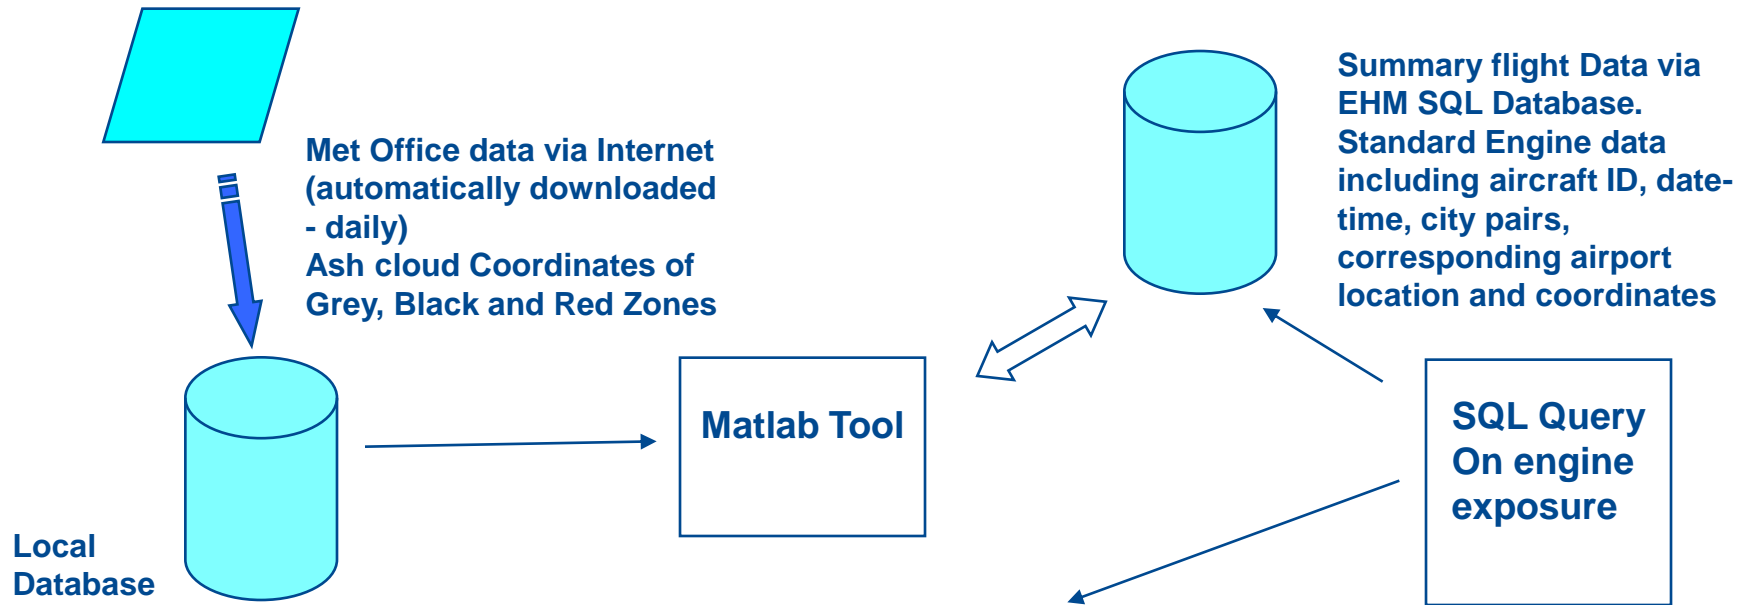 Met Office data via Internet
(automatically downloaded
- daily)
Ash cloud Coordinates of
Grey, Black and Red Zones
Summary flight Data via
EHM SQL Database.
Standard Engine data
including aircraft ID, date-
time, city pairs,
corresponding airport
location and coordinates
Matlab Tool
SQL Query
On engine
exposure
Local
Database